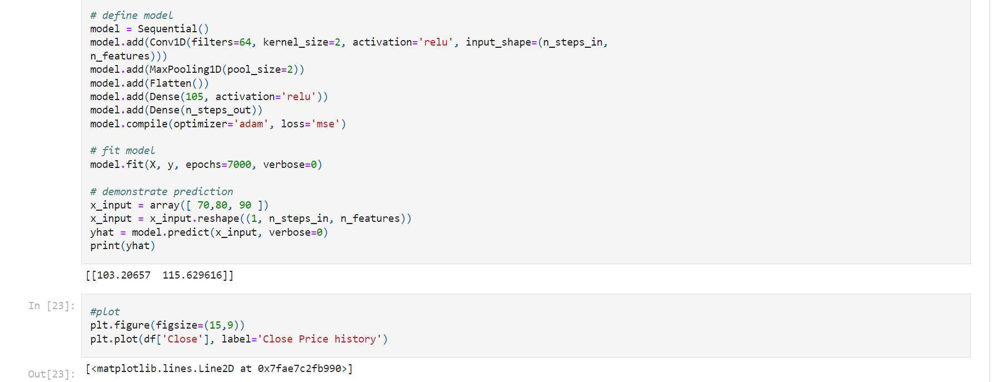 # define model
model = Sequential()
model.add(Conv1D(filters=64, kernel_size=2, activation='relu', input_shape=(n_steps_in,
n_features)))
model.add(MaxPooling1D(pool_size=2))
model.add(Flatten())
model.add(Dense(105, activation='relu'))
model.add(Dense(n_steps_out))
model.compile(optimizer='adam', loss='mse')
# fit model
model.fit(X, y, epochs=7000, verbose=0)
# demonstrate prediction
x_input = array([ 70,80, 90 ])
x_input = x_input.reshape((1, n_steps_in, n_features))
yhat = model.predict(x_input, verbose=0)
print(yhat)
[[103.20657  115.629616]]
In [23]:
#plot
plt.figure(figsize=(15,9))
plt.plot(df['Close'], label='Close Price history')
Out[23]:
[<matplotlib.lines.Line2D at 0x7fae7c2fb990>]